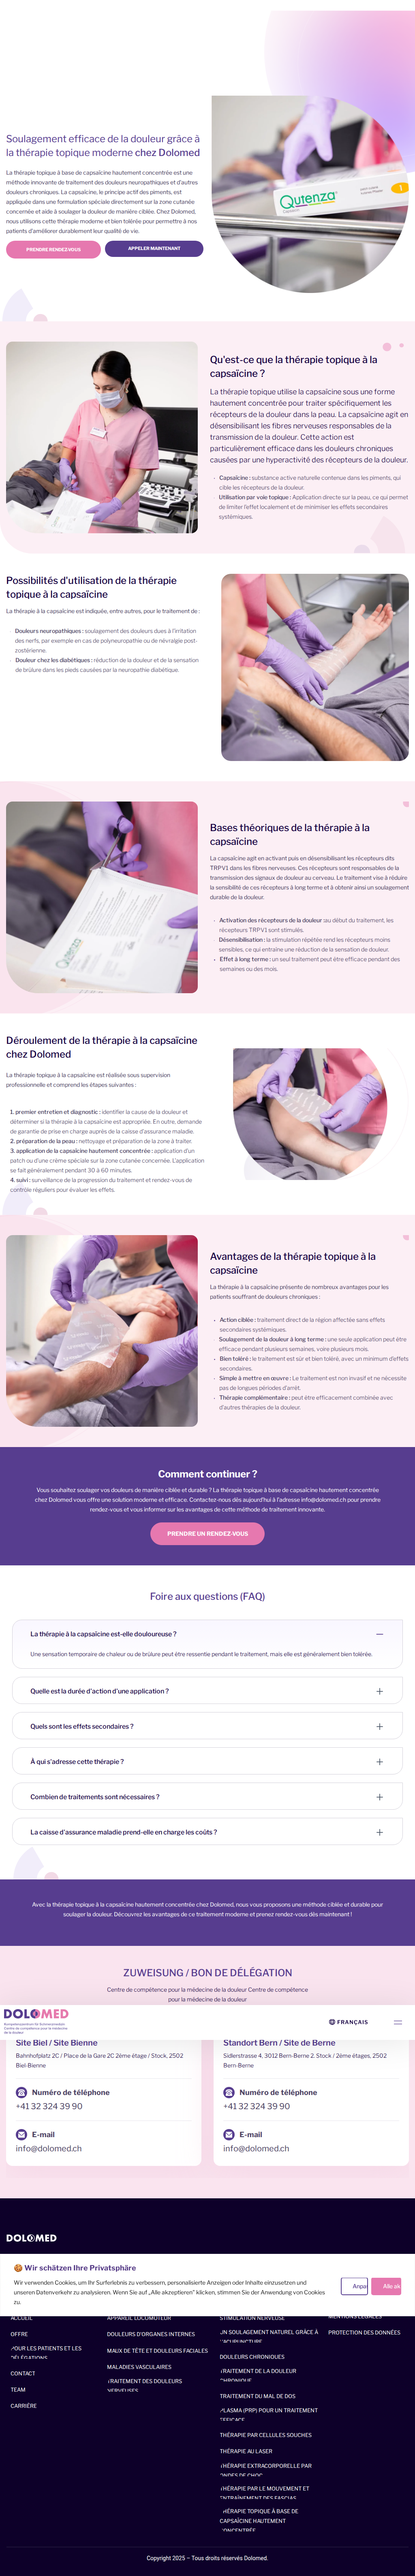 Soulagement efficace de la douleur grâce à
la thérapie topique moderne chez Dolomed
La thérapie topique à base de capsaïcine hautement concentrée est une
méthode innovante de traitement des douleurs neuropathiques et d'autres
douleurs chroniques. La capsaïcine, le principe actif des piments, est
appliquée dans une formulation spéciale directement sur la zone cutanée
concernée et aide à soulager la douleur de manière ciblée. Chez Dolomed,
nous utilisons cette thérapie moderne et bien tolérée pour permettre à nos
patients d'améliorer durablement leur qualité de vie.
PRENDRE RENDEZ-VOUS
APPELER MAINTENANT
Qutenza
1
Qu'est-ce que la thérapie topique à la
capsaïcine ?
La thérapie topique utilise la capsaïcine sous une forme
hautement concentrée pour traiter spécifiquement les
récepteurs de la douleur dans la peau. La capsaïcine agit en
désensibilisant les fibres nerveuses responsables de la
transmission de la douleur. Cette action est
particulièrement efficace dans les douleurs chroniques
causées par une hyperactivité des récepteurs de la douleur.
Capsaïcine : substance active naturelle contenue dans les piments, qui
cible les récepteurs de la douleur.
Utilisation par voie topique : Application directe sur la peau, ce qui permet
de limiter l'effet localement et de minimiser les effets secondaires
systémiques.
Possibilités d'utilisation de la thérapie
topique à la capsaïcine
La thérapie à la capsaïcine est indiquée, entre autres, pour le traitement de :
Douleurs neuropathiques : soulagement des douleurs dues à l'irritation
des nerfs, par exemple en cas de polyneuropathie ou de névralgie post-
zostérienne.
Douleur chez les diabétiques : réduction de la douleur et de la sensation
de brûlure dans les pieds causées par la neuropathie diabétique.
Bases théoriques de la thérapie à la
capsaïcine
La capsaïcine agit en activant puis en désensibilisant les récepteurs dits
TRPV1 dans les fibres nerveuses. Ces récepteurs sont responsables de la
transmission des signaux de douleur au cerveau. Le traitement vise à réduire
la sensibilité de ces récepteurs à long terme et à obtenir ainsi un soulagement
durable de la douleur.
Activation des récepteurs de la douleur :au début du traitement, les
récepteurs TRPV1 sont stimulés.
Désensibilisation : la stimulation répétée rend les récepteurs moins
sensibles, ce qui entraîne une réduction de la sensation de douleur.
Effet à long terme : un seul traitement peut être efficace pendant des
semaines ou des mois.
Déroulement de la thérapie à la capsaïcine
chez Dolomed
La thérapie topique à la capsaïcine est réalisée sous supervision
professionnelle et comprend les étapes suivantes :
1. premier entretien et diagnostic : identifier la cause de la douleur et
déterminer si la thérapie à la capsaïcine est appropriée. En outre, demande
de garantie de prise en charge auprès de la caisse d'assurance maladie.
2. préparation de la peau : nettoyage et préparation de la zone à traiter.
3. application de la capsaïcine hautement concentrée : application d'un
patch ou d'une crème spéciale sur la zone cutanée concernée. L'application
se fait généralement pendant 30 à 60 minutes.
4. suivi : surveillance de la progression du traitement et rendez-vous de
contrôle réguliers pour évaluer les effets.
Avantages de la thérapie topique à la
capsaïcine
La thérapie à la capsaïcine présente de nombreux avantages pour les
patients souffrant de douleurs chroniques :
Action ciblée : traitement direct de la région affectée sans effets
secondaires systémiques.
Soulagement de la douleur à long terme : une seule application peut être
efficace pendant plusieurs semaines, voire plusieurs mois.
Bien toléré : le traitement est sûr et bien toléré, avec un minimum d'effets
secondaires.
Simple à mettre en œuvre : Le traitement est non invasif et ne nécessite
pas de longues périodes d'arrêt.
Thérapie complémentaire : peut être efficacement combinée avec
d'autres thérapies de la douleur.
Comment continuer ?
Vous souhaitez soulager vos douleurs de manière ciblée et durable ? La thérapie topique à base de capsaïcine hautement concentrée
chez Dolomed vous offre une solution moderne et efficace. Contactez-nous dès aujourd'hui à l'adresse info@dolomed.ch pour prendre
rendez-vous et vous informer sur les avantages de cette méthode de traitement innovante.
PRENDRE UN RENDEZ-VOUS
Foire aux questions (FAQ)
La thérapie à la capsaïcine est-elle douloureuse ?
Une sensation temporaire de chaleur ou de brûlure peut être ressentie pendant le traitement, mais elle est généralement bien tolérée.
Quelle est la durée d'action d'une application ?
Quels sont les effets secondaires ?
À qui s'adresse cette thérapie ?
Combien de traitements sont nécessaires ?
La caisse d'assurance maladie prend-elle en charge les coûts ?
Avec la thérapie topique à la capsaïcine hautement concentrée chez Dolomed, nous vous proposons une méthode ciblée et durable pour
soulager la douleur. Découvrez les avantages de ce traitement moderne et prenez rendez-vous dès maintenant !
ZUWEISUNG / BON DE DÉLÉGATION
Centre de compétence pour la médecine de la douleur Centre de compétence
pour la médecine de la douleur
DOLOMED
Kompetenzzentrum für Schmerzmedizin
Centre de compétence pour la médecine
de la douleur
FRANÇAIS
Site Biel / Site Bienne
Bahnhofplatz 2C / Place de la Gare 2C 2ème étage / Stock, 2502
Biel-Bienne
Numéro de téléphone
+41 32 324 39 90
E-mail
info@dolomed.ch
Standort Bern / Site de Berne
Sidlerstrasse 4, 3012 Bern-Berne 2. Stock / 2ème étages, 2502
Bern-Berne
Numéro de téléphone
+41 32 324 39 90
E-mail
info@dolomed.ch
DOLOMED
🍪 Wir schätzen Ihre Privatsphäre
Wir verwenden Cookies, um Ihr Surferlebnis zu verbessern, personalisierte Anzeigen oder Inhalte einzusetzen und
unseren Datenverkehr zu analysieren. Wenn Sie auf „Alle akzeptieren" klicken, stimmen Sie der Anwendung von Cookies
zu.
Anpa
Alle ak
ACCUEIL
OFFRE
POUR LES PATIENTS ET LES
DÉLÉGATIONS
CONTACT
TEAM
CARRIÈRE
APPAREIL LOCOMOTEUR
DOULEURS D'ORGANES INTERNES
MAUX DE TÊTE ET DOULEURS FACIALES
MALADIES VASCULAIRES
TRAITEMENT DES DOULEURS
NERVEUSES
STIMULATION NERVEUSE
UN SOULAGEMENT NATUREL GRÂCE À
L'ACUPUNCTURE
DOULEURS CHRONIQUES
TRAITEMENT DE LA DOULEUR
CHRONIQUE
TRAITEMENT DU MAL DE DOS
PLASMA (PRP) POUR UN TRAITEMENT
EFFICACE
THÉRAPIE PAR CELLULES SOUCHES
THÉRAPIE AU LASER
THÉRAPIE EXTRACORPORELLE PAR
ONDES DE CHOC
THÉRAPIE PAR LE MOUVEMENT ET
ENTRAÎNEMENT DES FASCIAS
THÉRAPIE TOPIQUE À BASE DE
CAPSAÏCINE HAUTEMENT
CONCENTRÉE
MENTIONS LÉGALES
PROTECTION DES DONNÉES
Copyright 2025 – Tous droits réservés Dolomed.